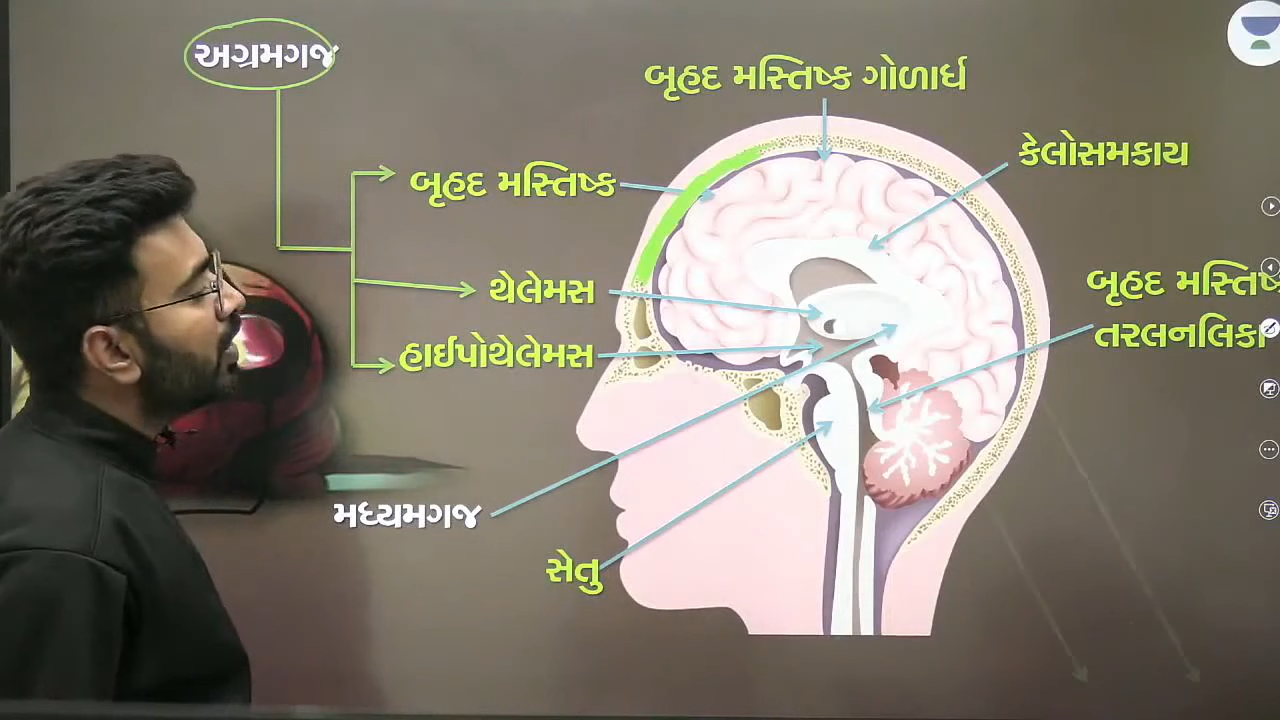 અગ્રમગજ
બૃહદ મસ્તિષ્ક ગોળાર્ધ
કેલોસમકાય
બૃહદ મસ્તિષ્ક
થેલેમસ
હાઈપોથેલેમસ
બૃહદ મસ્તિષ્
તરલનલિકા
મધ્યમગજ
સેતુ